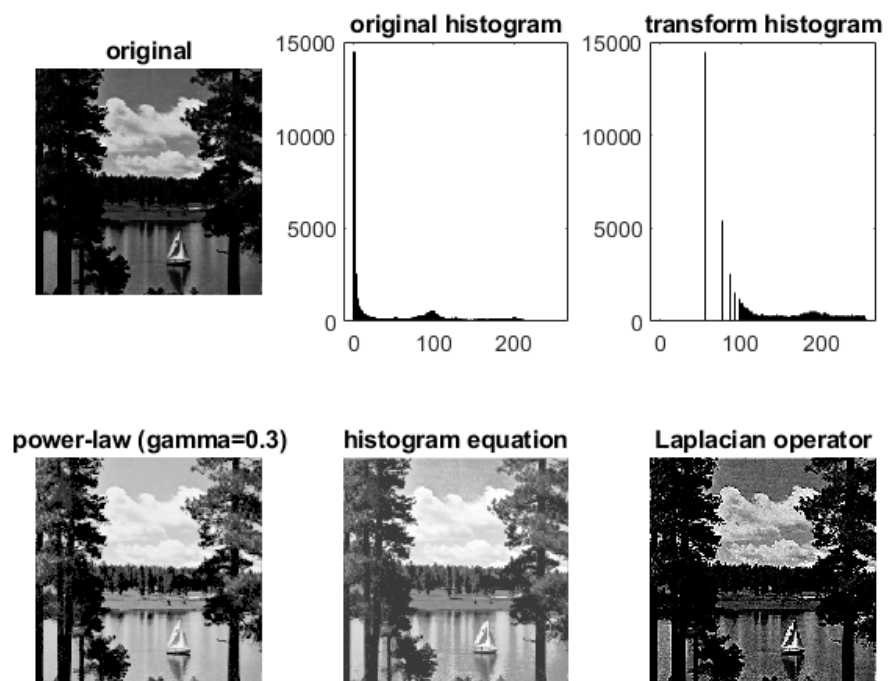 original
original histogram
transform histogram
15000
10000
5000
0
0
100
200
15000
10000
5000
0
0
100
200
power-law (gamma=0.3)
histogram equation
Laplacian operator